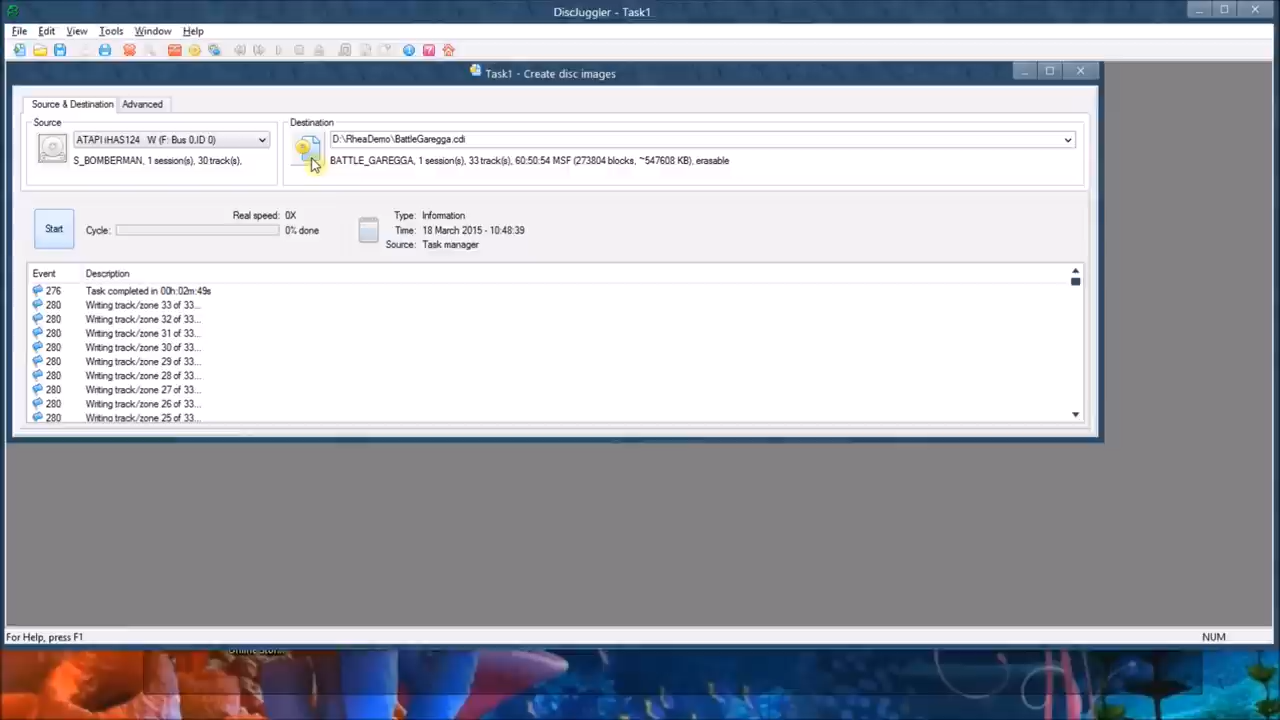 DiscJuggler - Task1
File Edit View Tools Window Help
Task1 - Create disc images
Source & Destination Advanced
Source
ATAPI iHAS124 W (F: Bus 0,ID 0)
S_BOMBERMAN, 1 session(s), 30 track(s),
Destination
D:\RheaDemo\BattleGaregga.cdi
BATTLE_GAREGGA, 1 session(s), 33 track(s), 60:50:54 MSF (273804 blocks, ~547608 KB), erasable
Start
Real speed: 0X
Cycle: 0% done
Type: Information
Time: 18 March 2015 - 10:48:39
Source: Task manager
Event Description
276 Task completed in 00h:02m:49s
280 Writing track/zone 33 of 33...
280 Writing track/zone 32 of 33...
280 Writing track/zone 31 of 33...
280 Writing track/zone 30 of 33...
280 Writing track/zone 29 of 33...
280 Writing track/zone 28 of 33...
280 Writing track/zone 27 of 33...
280 Writing track/zone 26 of 33...
280 Writing track/zone 25 of 33...
For Help, press F1 NUM